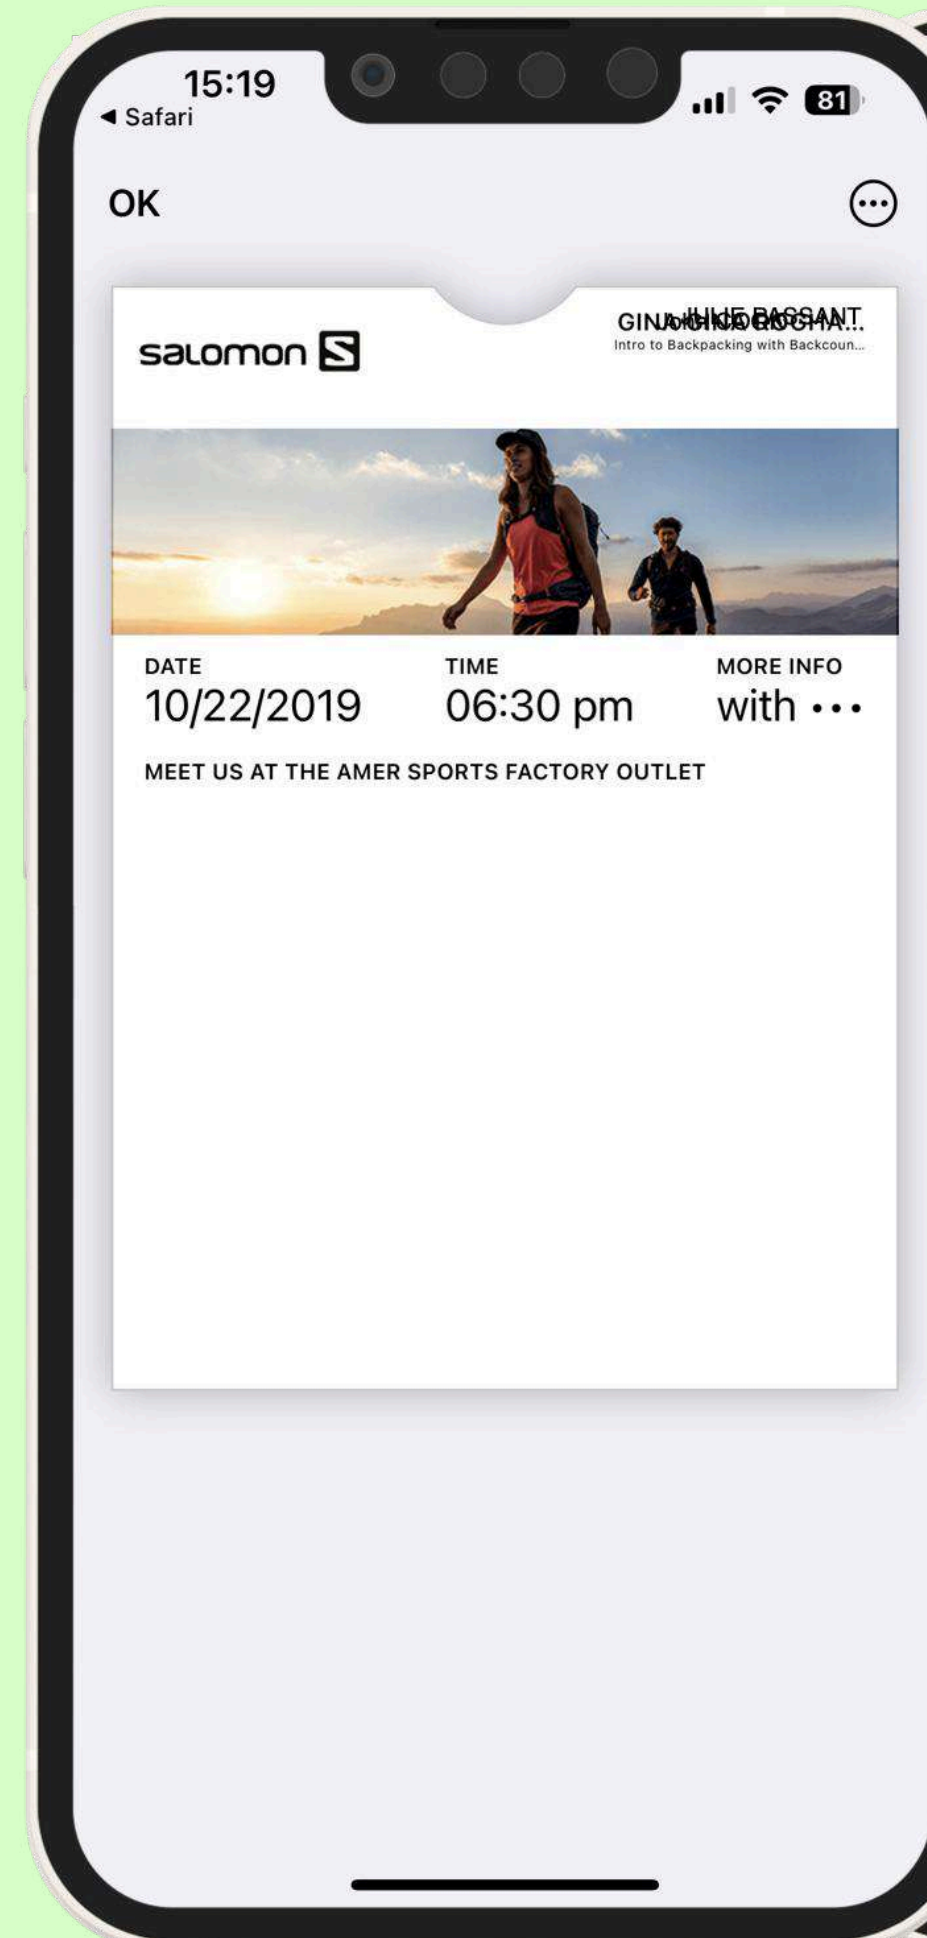 15:19
81
Safari
OK
salomon S
Intro to Backpacking with Backcoun...
DATE
TIME
MORE INFO
10/22/2019
06:30 pm
with •••
MEET US AT THE AMER SPORTS FACTORY OUTLET